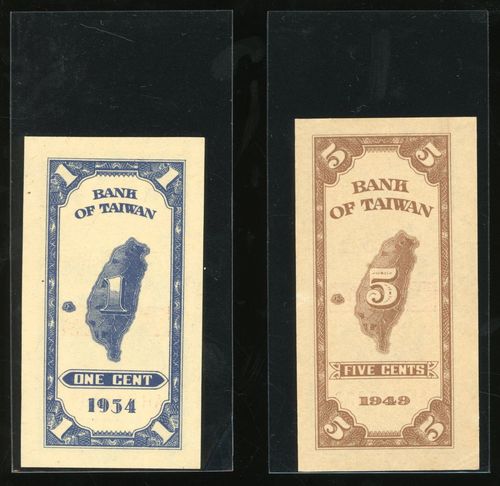 1 1
BANK
OF TAIWAN
1
ONE CENT
1954
1 1
5 5
BANK
OF TAIWAN
5
FIVE CENTS
1949
5 5